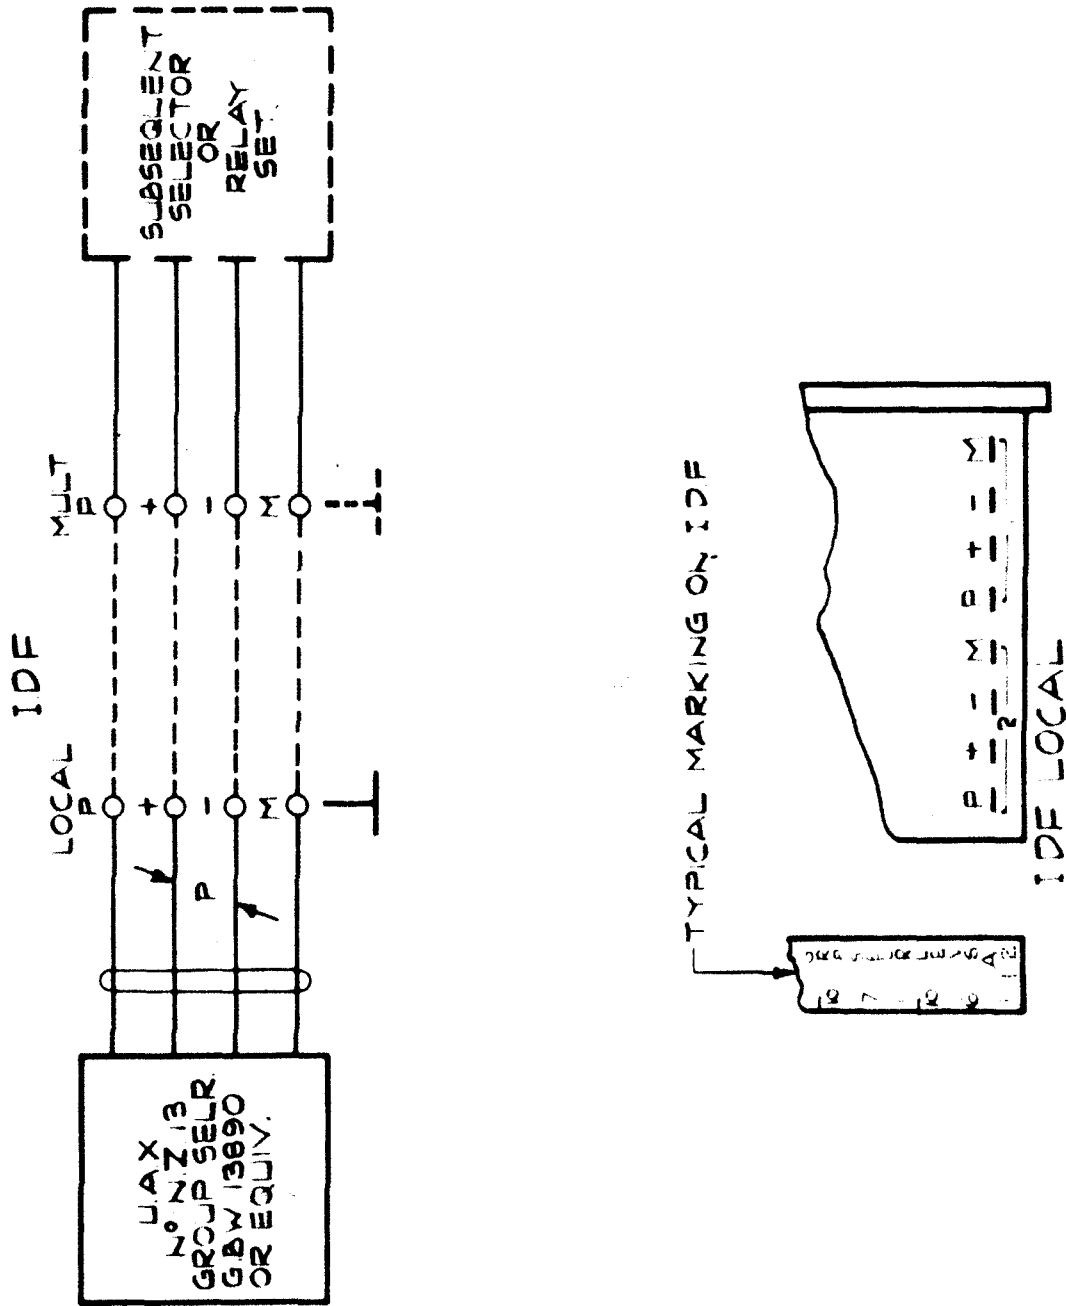 IDF
LOCAL
MULT
P
+
-
M
P
+
-
M
P
U.AX
Nº N.Z. 13
GROUP SELR.
G.B.W 13890
OR EQUIV.
SUBSEQUENT
SELECTOR
OR
RELAY
SET.
TYPICAL MARKING ON IDF
P + - M P + - M
2
IDF LOCAL